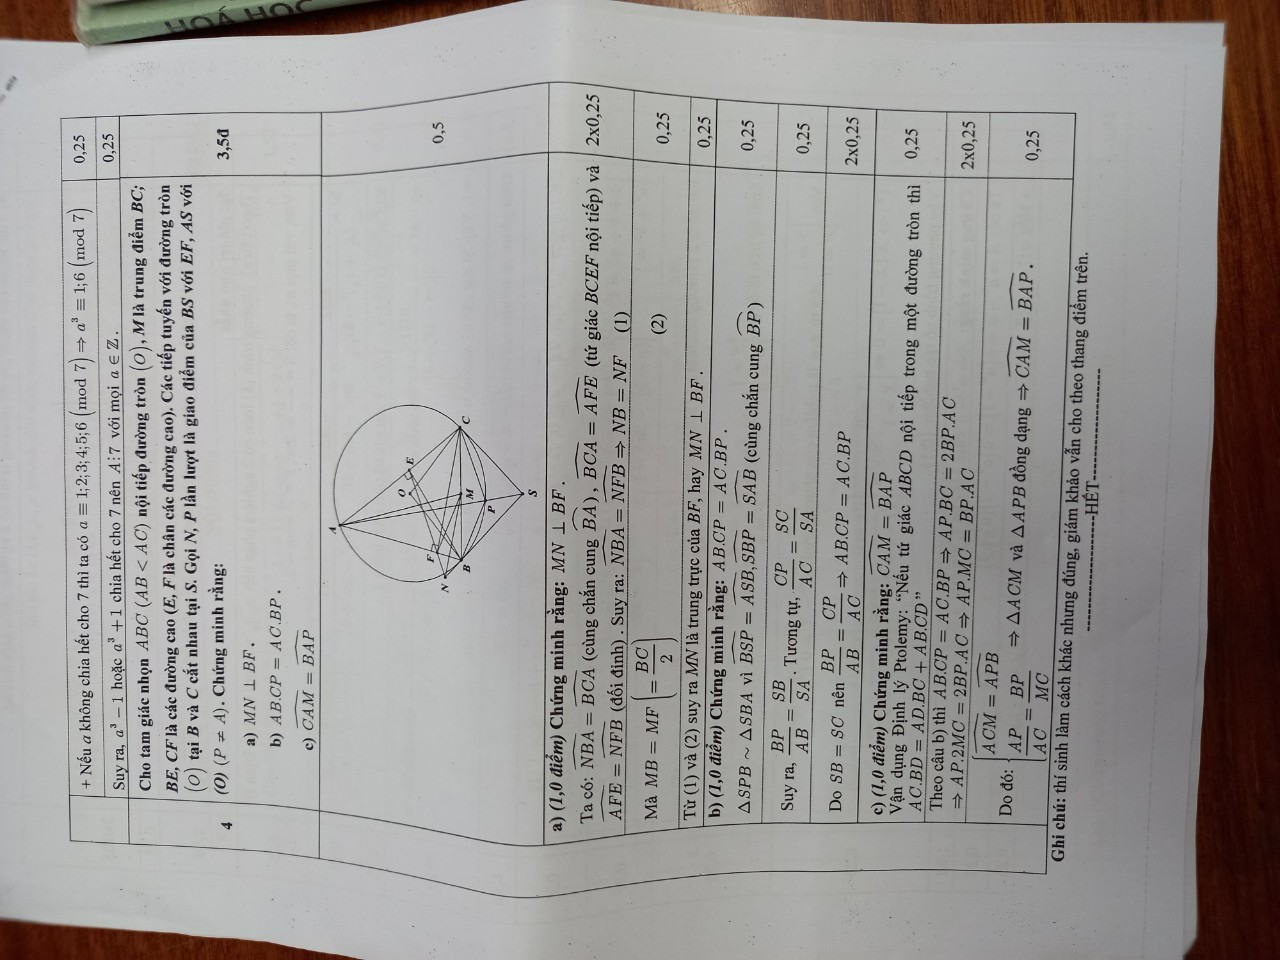 HOÁ HỌC
+ Nếu a không chia hết cho 7 thì ta có a ≡ 1;2;3;4;5;6 (mod 7) ⇒ a³ ≡ 1;6 (mod 7) 0,25
Suy ra, a³ − 1 hoặc a³ + 1 chia hết cho 7 nên A⋮7 với mọi a ∈ ℤ. 0,25
4 3,5đ
Cho tam giác nhọn ABC (AB < AC) nội tiếp đường tròn (O), M là trung điểm BC;
BE, CF là các đường cao (E, F là chân các đường cao). Các tiếp tuyến với đường tròn
(O) tại B và C cắt nhau tại S. Gọi N, P lần lượt là giao điểm của BS với EF, AS với
(O) (P ≠ A). Chứng minh rằng:
a) MN ⊥ BF.
b) AB.CP = AC.BP.
c) CAM = BAP
A
O
E
F
N
B
M
C
P
S
0,5
a) (1,0 điểm) Chứng minh rằng: MN ⊥ BF.
Ta có: NBA = BCA (cùng chắn cung BA), BCA = AFE (tứ giác BCEF nội tiếp) và 2x0,25
AFE = NFB (đối đỉnh). Suy ra: NBA = NFB ⇒ NB = NF (1)
Mà MB = MF (= BC/2) (2) 0,25
Từ (1) và (2) suy ra MN là trung trực của BF, hay MN ⊥ BF. 0,25
b) (1,0 điểm) Chứng minh rằng: AB.CP = AC.BP.
△SPB ~ △SBA vì BSP = ASB, SBP = SAB (cùng chắn cung BP) 0,25
Suy ra, BP/AB = SB/SA. Tương tự, CP/AC = SC/SA 0,25
Do SB = SC nên BP/AB = CP/AC ⇒ AB.CP = AC.BP 2x0,25
c) (1,0 điểm) Chứng minh rằng: CAM = BAP
Vận dụng Định lý Ptolemy: “Nếu tứ giác ABCD nội tiếp trong một đường tròn thì 0,25
AC.BD = AD.BC + AB.CD”
Theo câu b) thì AB.CP = AC.BP ⇒ AP.BC = 2BP.AC 2x0,25
⇒ AP.2MC = 2BP.AC ⇒ AP.MC = BP.AC
Do đó: { ACM = APB
AP/AC = BP/MC ⇒ △ACM và △APB đồng dạng ⇒ CAM = BAP. 0,25
Ghi chú: thí sinh làm cách khác nhưng đúng, giám khảo vẫn cho theo thang điểm trên.
--------------------HẾT--------------------